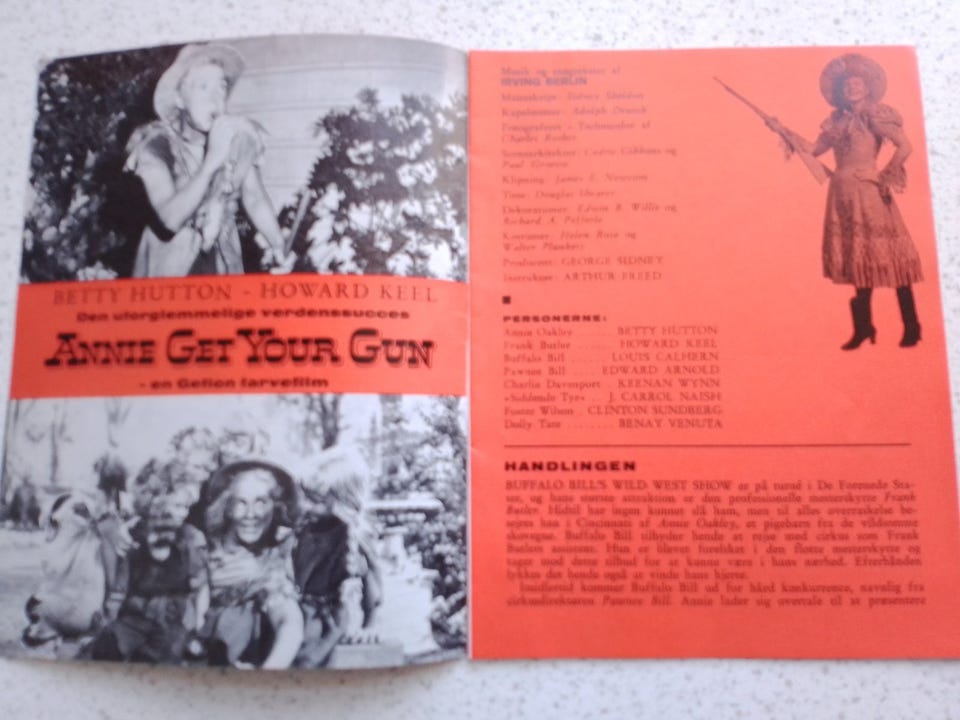 BETTY HUTTON - HOWARD KEEL
Den uforglemmelige verdenssucces
ANNIE GET YOUR GUN
- en Gefion farvefilm
Musik og sangtekster af
IRVING BERLIN
Manuskript: Sidney Sheldon
Kapelmester: Adolph Deutsch
Fotograferet - Technicolor af
Charles Rosher
Scenearkitekter: Cedric Gibbons og
Paul Groesse
Klipning: James E. Newcom
Tone: Douglas Shearer
Dekorationer: Edwin B. Willis og
Richard A. Pefferle
Kostumer: Helen Rose og
Walter Plunkett
Producent: GEORGE SIDNEY
Instruktør: ARTHUR FREED
PERSONERNE:
Annie Oakley ...... BETTY HUTTON
Frank Butler ...... HOWARD KEEL
Buffalo Bill ...... LOUIS CALHERN
Pawnee Bill .... EDWARD ARNOLD
Charlie Davenport . KEENAN WYNN
»Siddende Tyr« .. J. CARROL NAISH
Foster Wilson . CLINTON SUNDBERG
Dolly Tate ........ BENAY VENUTA
HANDLINGEN
BUFFALO BILL'S WILD WEST SHOW er på turné i De Forenede Sta-
ter, og hans største attraktion er den professionelle mesterskytte Frank
Butler. Hidtil har ingen kunnet slå ham, men til alles overraskelse be-
sejres han i Cincinnati af Annie Oakley, et pigebarn fra de vildsomme
skovegne. Buffalo Bill tilbyder hende at rejse med cirkus som Frank
Butlers assistent. Hun er blevet forelsket i den flotte mesterskytte og
tager mod dette tilbud for at kunne være i hans nærhed. Efterhånden
lykkes det hende også at vinde hans hjerte.
Imidlertid kommer Buffalo Bill ud for hård konkurrence, navnlig fra
cirkusdirektøren Pawnee Bill. Annie lader sig overtale til at præsentere